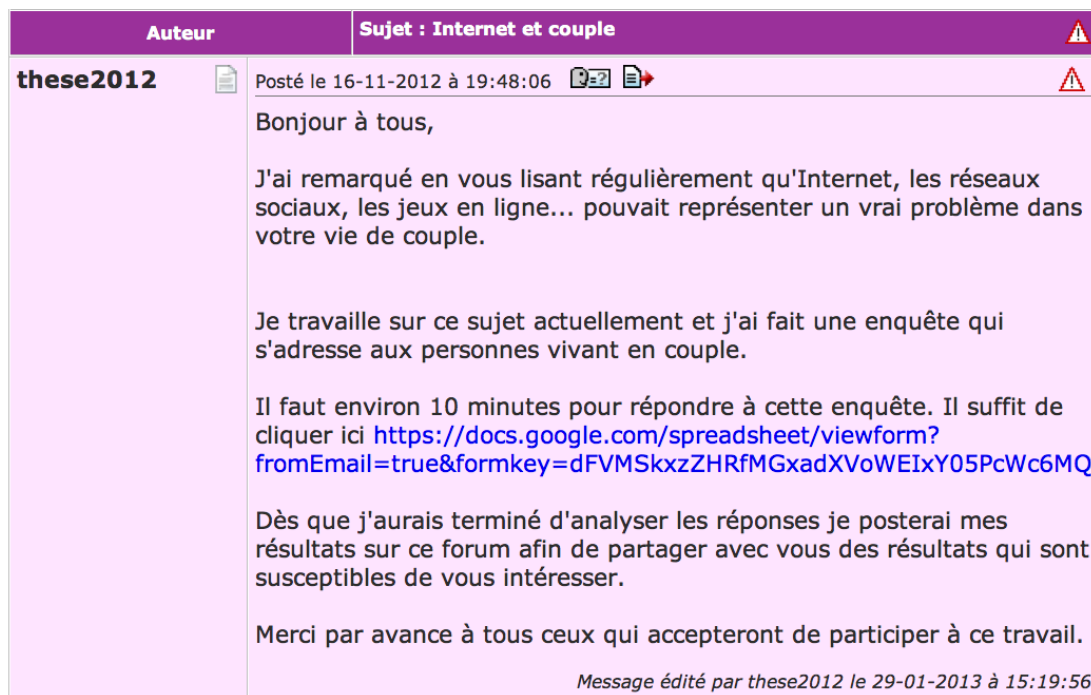 Auteur
Sujet : Internet et couple
these2012
Posté le 16-11-2012 à 19:48:06
Bonjour à tous,
J'ai remarqué en vous lisant régulièrement qu'Internet, les réseaux
sociaux, les jeux en ligne... pouvait représenter un vrai problème dans
votre vie de couple.
Je travaille sur ce sujet actuellement et j'ai fait une enquête qui
s'adresse aux personnes vivant en couple.
Il faut environ 10 minutes pour répondre à cette enquête. Il suffit de
cliquer ici https://docs.google.com/spreadsheet/viewform?
fromEmail=true&formkey=dFVMSkxzZHRfMGxadXVoWEIxY05PcWc6MQ
Dès que j'aurais terminé d'analyser les réponses je posterai mes
résultats sur ce forum afin de partager avec vous des résultats qui sont
susceptibles de vous intéresser.
Merci par avance à tous ceux qui accepteront de participer à ce travail.
Message édité par these2012 le 29-01-2013 à 15:19:56